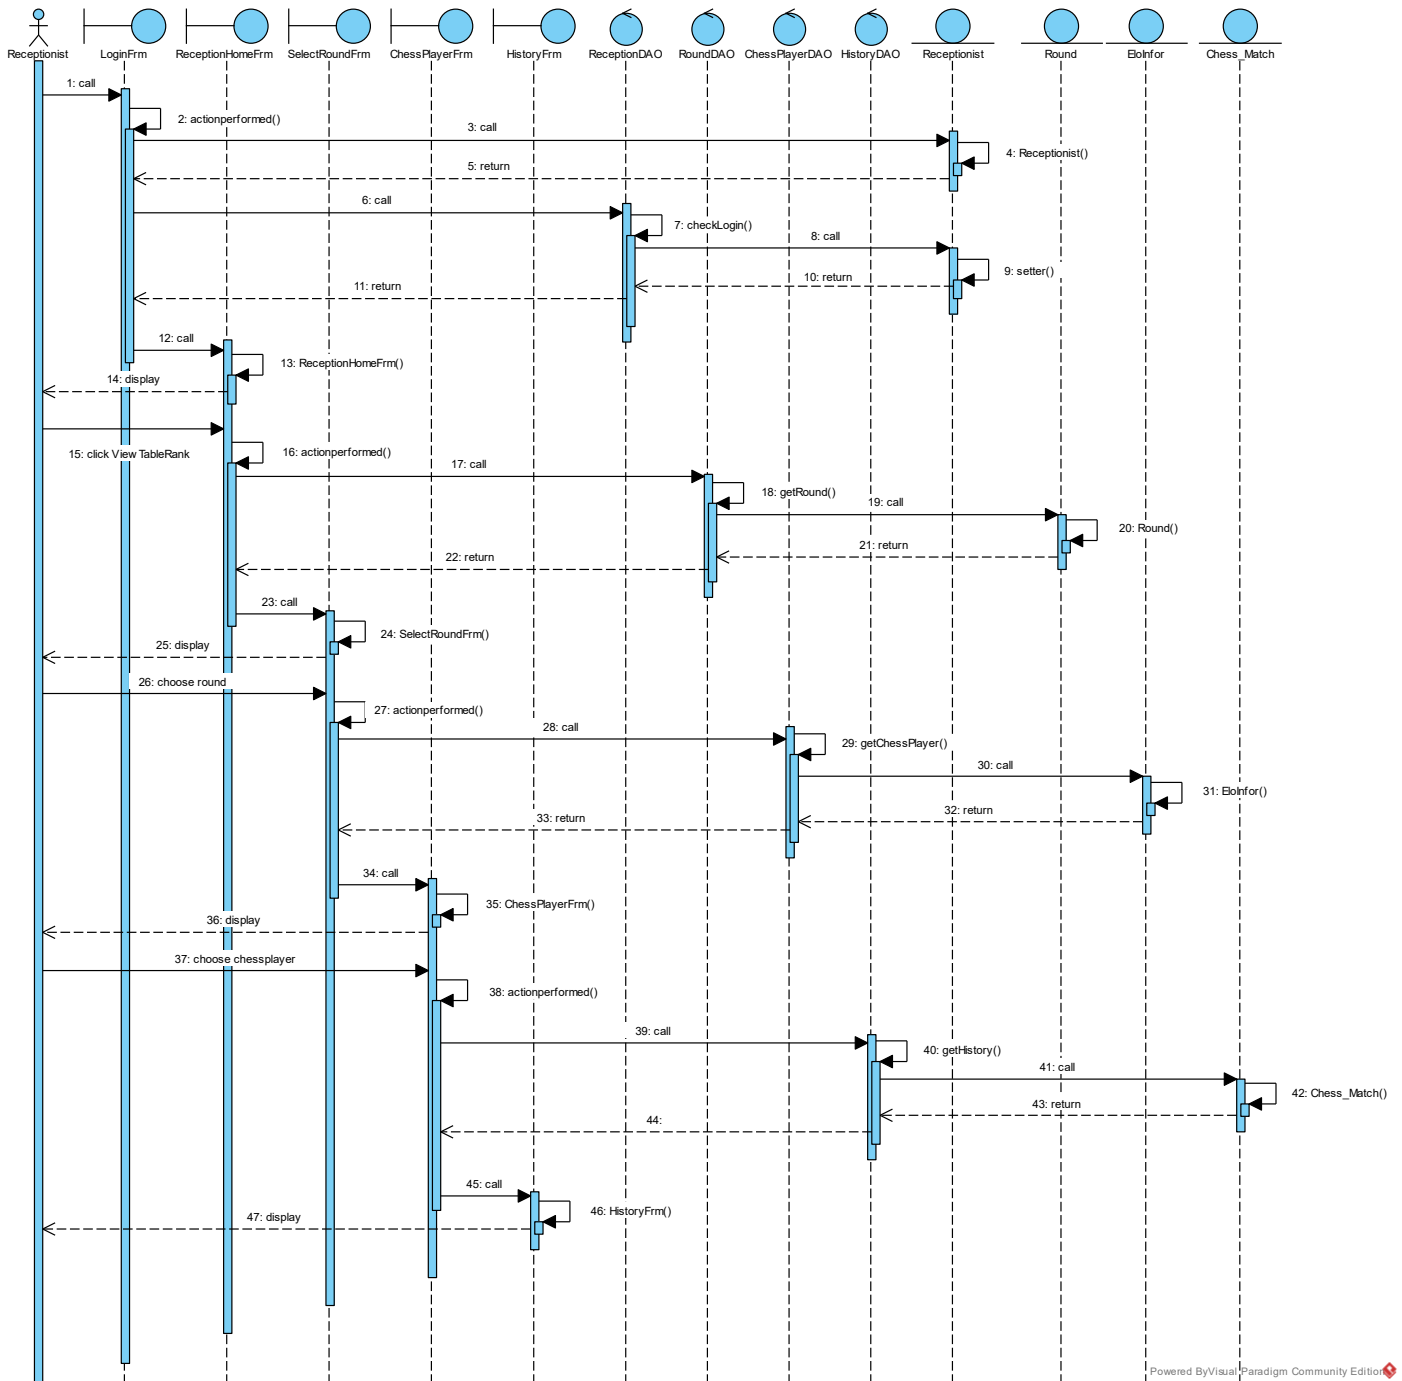 Receptionist
LoginFrm
ReceptionHomeFrm
SelectRoundFrm
ChessPlayerFrm
HistoryFrm
ReceptionDAO
RoundDAO
ChessPlayerDAO
HistoryDAO
Receptionist
Round
EloInfor
Chess_Match
1: call
2: actionperformed()
3: call
4: Receptionist()
5: return
6: call
7: checkLogin()
8: call
9: setter()
10: return
11: return
12: call
13: ReceptionHomeFrm()
14: display
15: click View TableRank
16: actionperformed()
17: call
18: getRound()
19: call
20: Round()
21: return
22: return
23: call
24: SelectRoundFrm()
25: display
26: choose round
27: actionperformed()
28: call
29: getChessPlayer()
30: call
31: EloInfor()
32: return
33: return
34: call
35: ChessPlayerFrm()
36: display
37: choose chessplayer
38: actionperformed()
39: call
40: getHistory()
41: call
42: Chess_Match()
43: return
44:
45: call
46: HistoryFrm()
47: display
Powered ByVisual Paradigm Community Edition